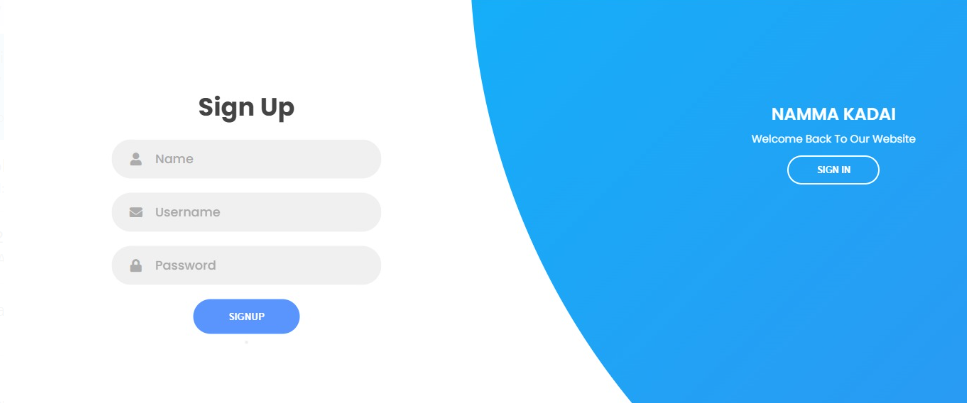 Sign Up
Name
Username
Password
SIGNUP
NAMMA KADAI
Welcome Back To Our Website
SIGN IN